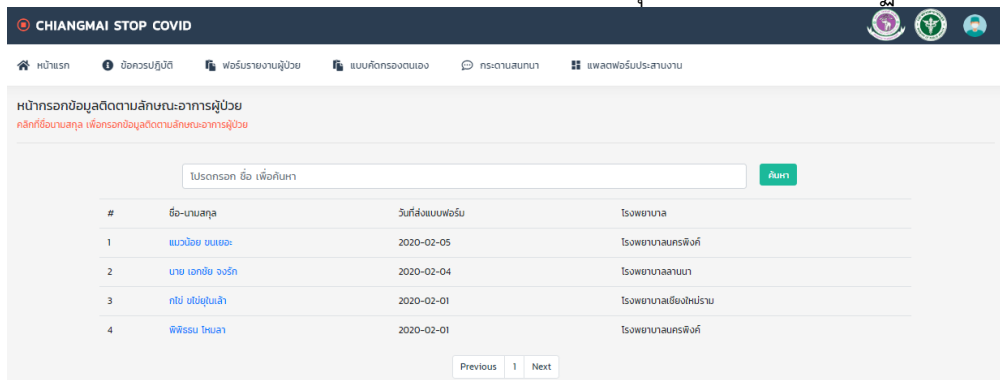 CHIANGMAI STOP COVID
หน้าแรก ข้อควรปฏิบัติ ฟอร์มรายงานผู้ป่วย แบบคัดกรองตนเอง กระดานสนทนา แพลตฟอร์มประสานงาน
หน้ากรอกข้อมูลติดตามลักษณะอาการผู้ป่วย
คลิกที่ชื่อนามสกุล เพื่อกรอกข้อมูลติดตามลักษณะอาการผู้ป่วย
โปรดกรอก ชื่อ เพื่อค้นหา ค้นหา
# ชื่อ-นามสกุล วันที่ส่งแบบฟอร์ม โรงพยาบาล
1 แมวน้อย ขนเยอะ 2020-02-05 โรงพยาบาลนครพิงค์
2 นาย เอกชัย จงรัก 2020-02-04 โรงพยาบาลลานนา
3 กไข่ ขไข่ยุในเล้า 2020-02-01 โรงพยาบาลเชียงใหม่ราม
4 พิพิธธน ไหบลา 2020-02-01 โรงพยาบาลนครพิงค์
Previous 1 Next